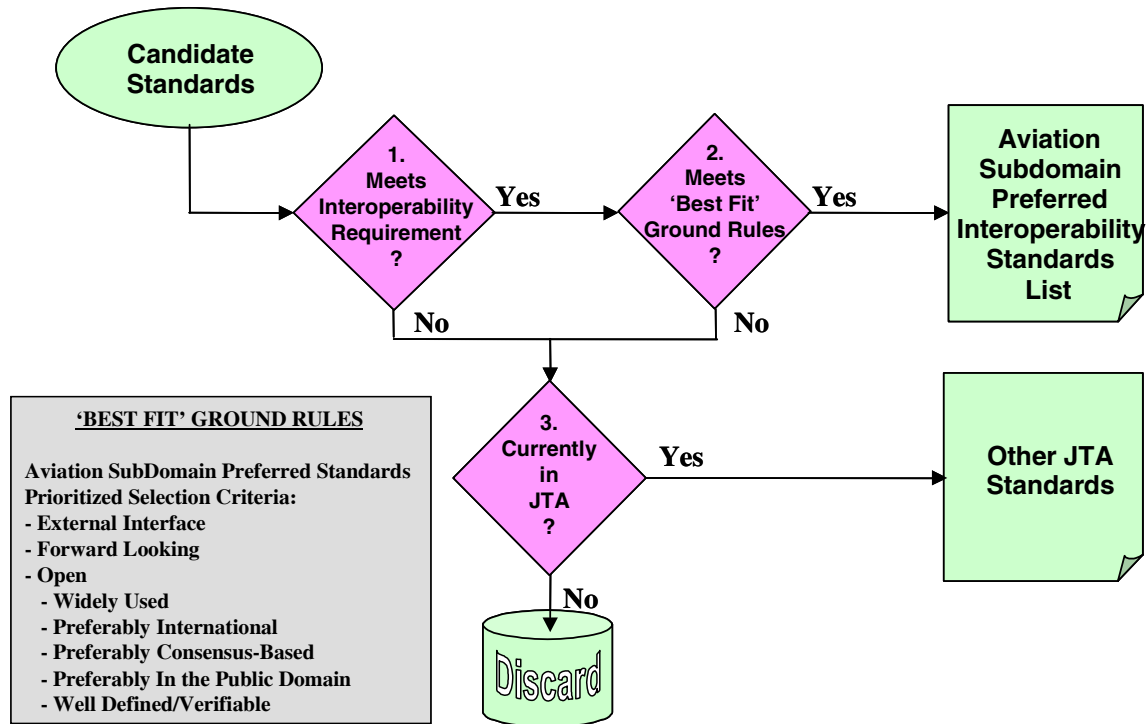 Candidate
Standards
1.
Meets
Interoperability
Requirement
?
Yes
2.
Meets
‘Best Fit’
Ground Rules
?
Yes
Aviation
Subdomain
Preferred
Interoperability
Standards
List
No
No
3.
Currently
in
JTA
?
Yes
Other JTA
Standards
No
Discard
‘BEST FIT’ GROUND RULES
Aviation SubDomain Preferred Standards
Prioritized Selection Criteria:
- External Interface
- Forward Looking
- Open
- Widely Used
- Preferably International
- Preferably Consensus-Based
- Preferably In the Public Domain
- Well Defined/Verifiable